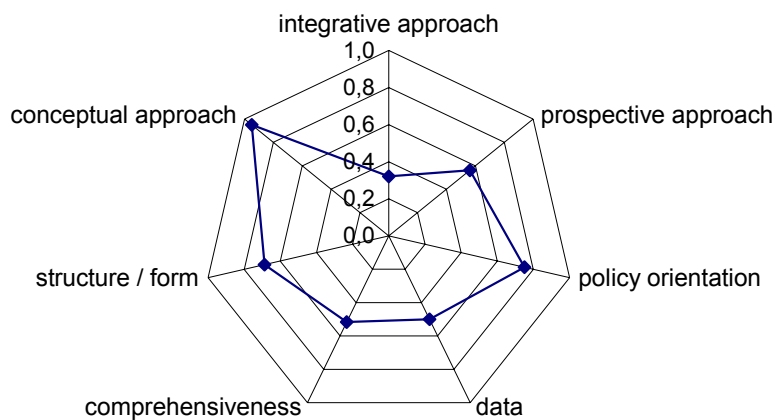 integrative approach
1,0
0,8
0,6
0,4
0,2
0,0
conceptual approach
prospective approach
structure / form
policy orientation
comprehensiveness
data